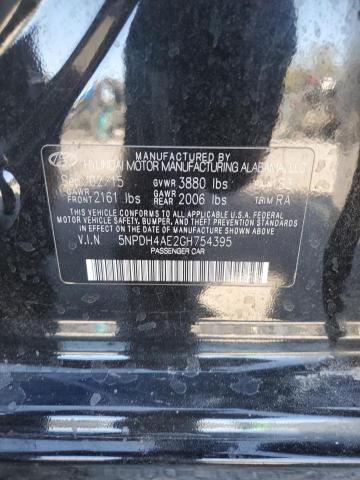 MANUFACTURED BY
HYUNDAI MOTOR MANUFACTURING ALABAMA, LLC
02/15 GVWR 3880 lbs
GAWR FRONT 2161 lbs GAWR REAR 2006 lbs TRIM RA
THIS VEHICLE CONFORMS TO ALL APPLICABLE U.S. FEDERAL
MOTOR VEHICLE SAFETY, BUMPER, AND THEFT PREVENTION
STANDARDS IN EFFECT ON THE DATE OF MANUFACTURE SHOWN
ABOVE.
V.I.N 5NPDH4AE2GH754395
PASSENGER CAR